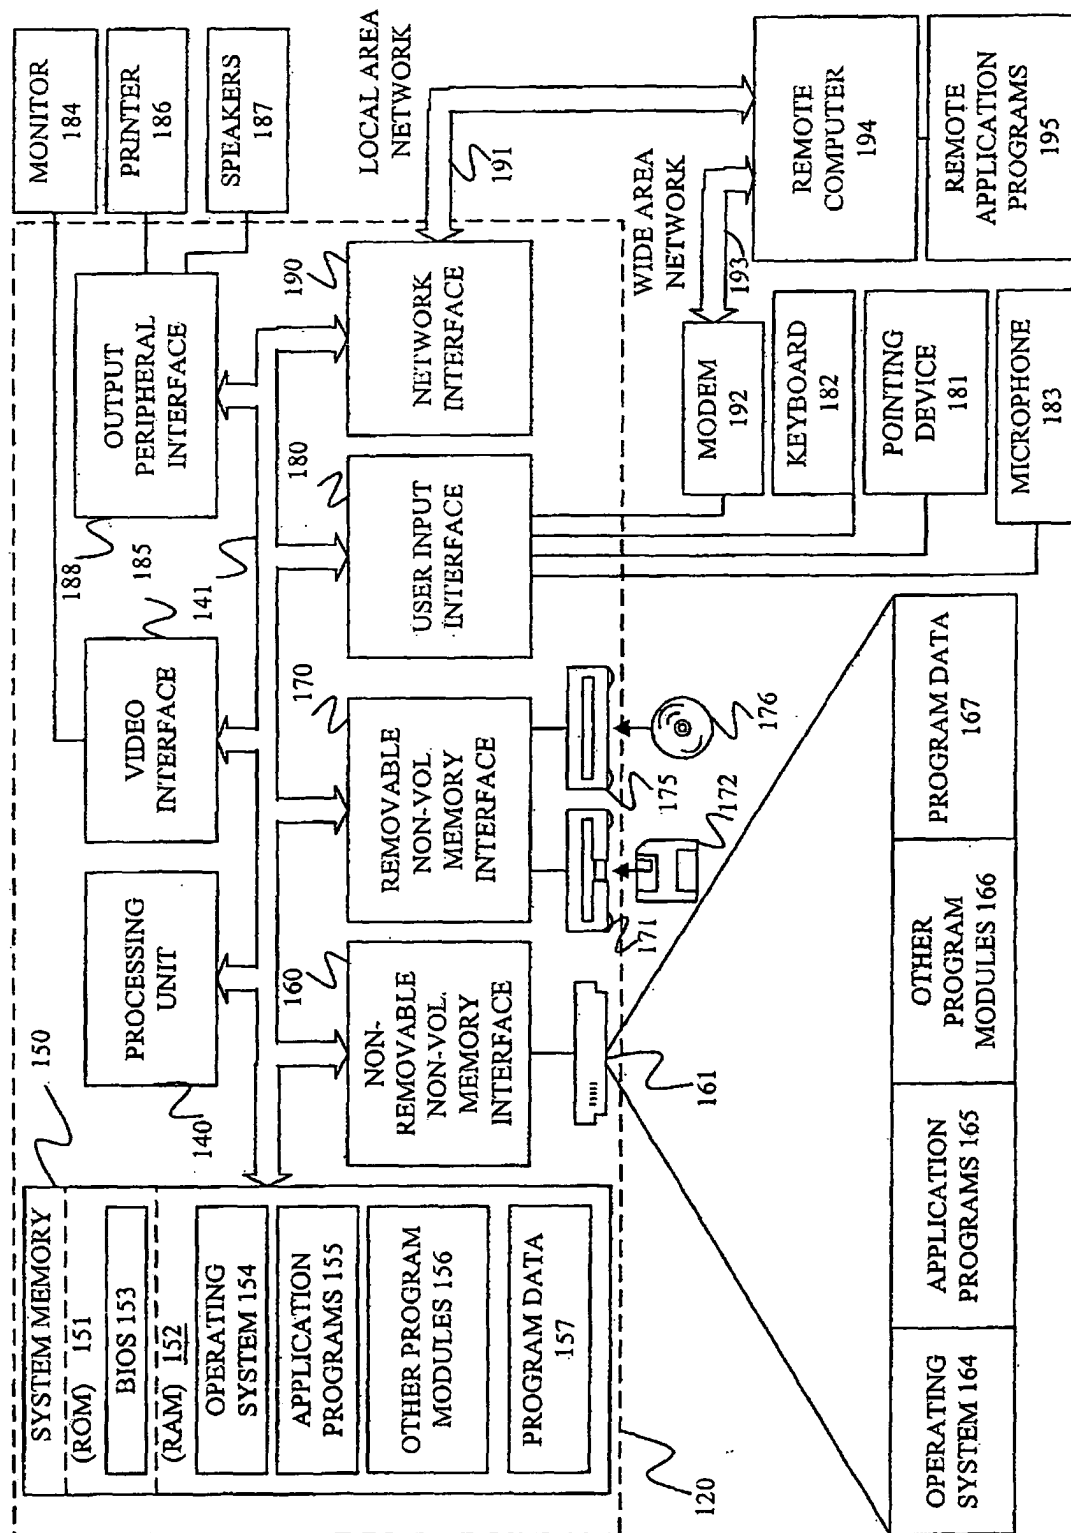 SYSTEM MEMORY
(ROM) 151
BIOS 153
(RAM) 152
OPERATING
SYSTEM 154
APPLICATION
PROGRAMS 155
OTHER PROGRAM
MODULES 156
PROGRAM DATA
157
150
140
PROCESSING
UNIT
VIDEO
INTERFACE
185
141
188
OUTPUT
PERIPHERAL
INTERFACE
MONITOR
184
PRINTER
186
SPEAKERS
187
160
NON-
REMOVABLE
NON-VOL.
MEMORY
INTERFACE
170
REMOVABLE
NON-VOL.
MEMORY
INTERFACE
180
USER INPUT
INTERFACE
190
NETWORK
INTERFACE
LOCAL AREA
NETWORK
191
120
161
171
172
175
176
WIDE AREA
NETWORK
193
MODEM
192
KEYBOARD
182
POINTING
DEVICE
181
MICROPHONE
183
REMOTE
COMPUTER
194
REMOTE
APPLICATION
PROGRAMS
195
OPERATING
SYSTEM 164
APPLICATION
PROGRAMS 165
OTHER
PROGRAM
MODULES 166
PROGRAM DATA
167